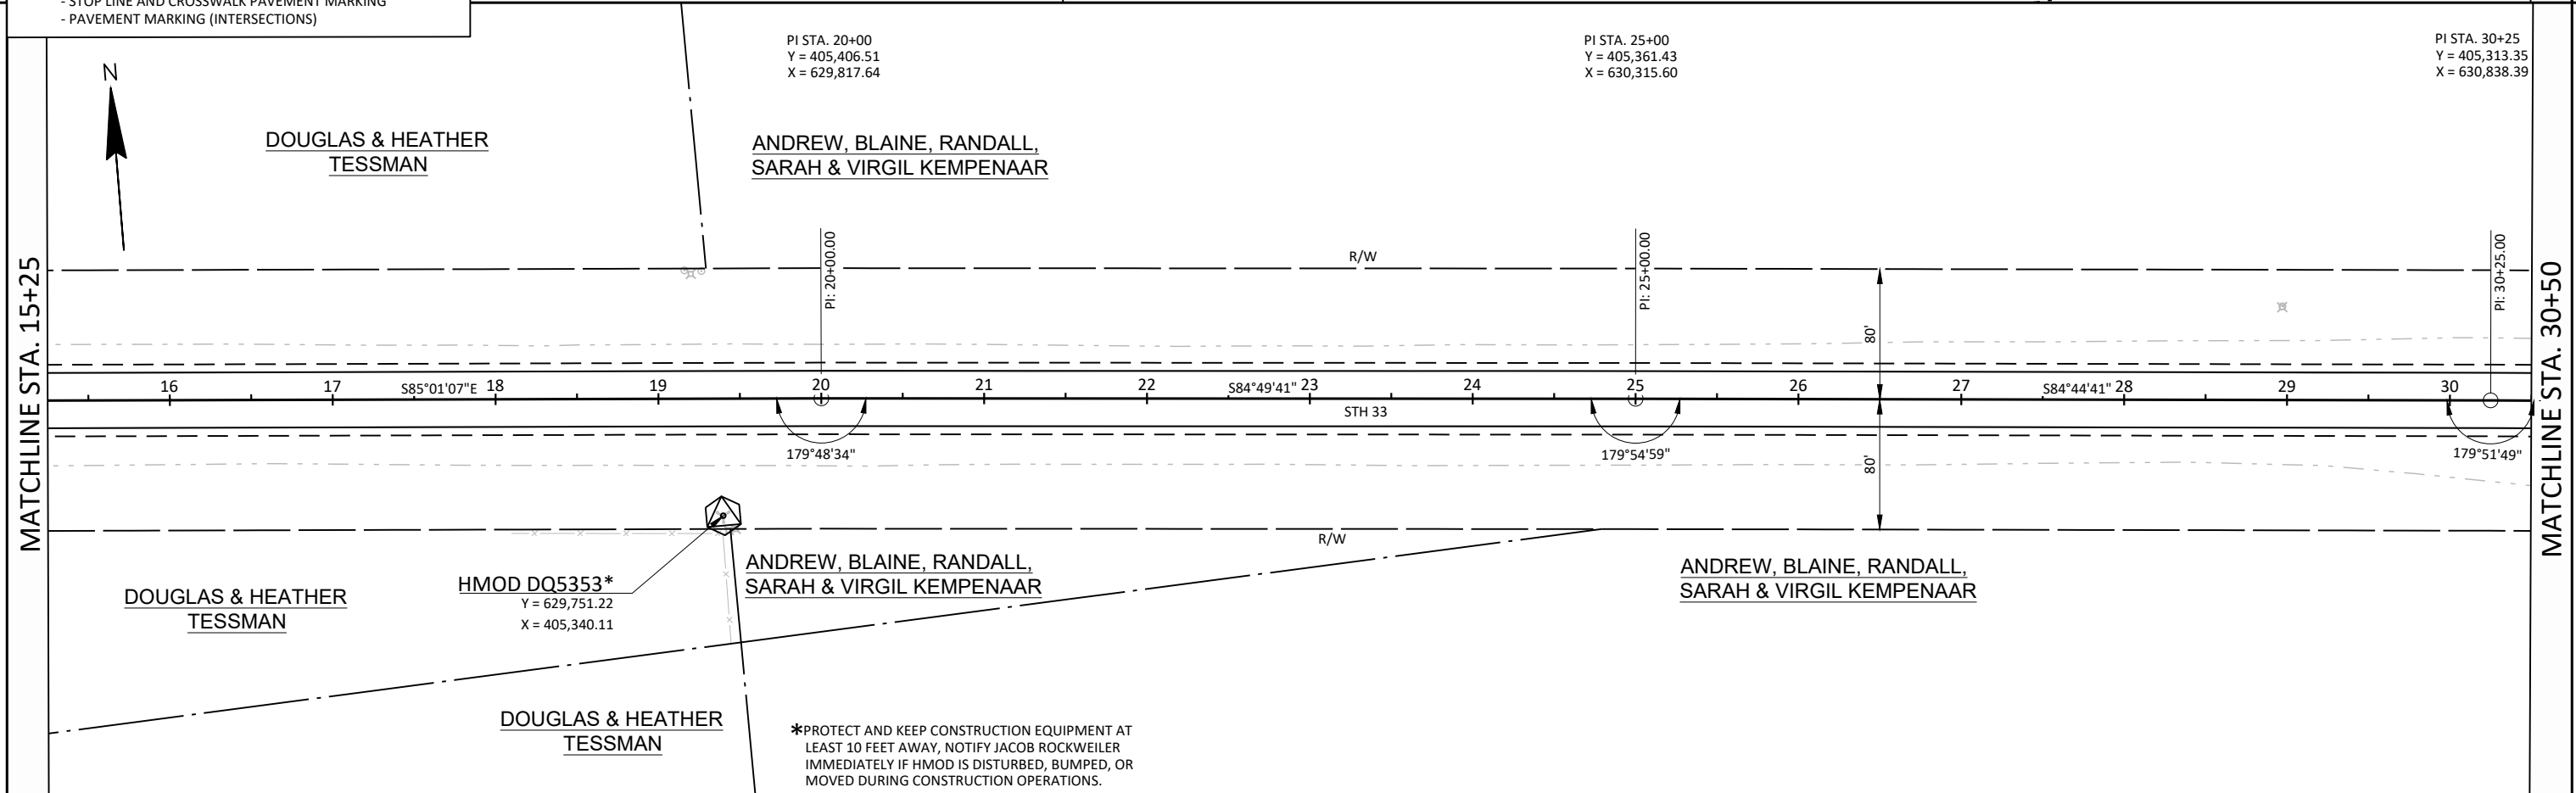 - STOP LINE AND CROSSWALK PAVEMENT MARKING
- PAVEMENT MARKING (INTERSECTIONS)
PI STA. 20+00
Y = 405,406.51
X = 629,817.64
PI STA. 25+00
Y = 405,361.43
X = 630,315.60
PI STA. 30+25
Y = 405,313.35
X = 630,838.39
N
DOUGLAS & HEATHER
TESSMAN
ANDREW, BLAINE, RANDALL,
SARAH & VIRGIL KEMPENAAR
MATCHLINE STA. 15+25
PI: 20+00.00
R/W
PI: 25+00.00
PI: 30+25.00
MATCHLINE STA. 30+50
80'
16 17 S85°01'07"E 18 19 20 21 22 S84°49'41" 23 24 25 26 27 S84°44'41" 28 29 30
STH 33
179°48'34"
179°54'59"
179°51'49"
80'
R/W
HMOD DQ5353*
Y = 629,751.22
X = 405,340.11
ANDREW, BLAINE, RANDALL,
SARAH & VIRGIL KEMPENAAR
ANDREW, BLAINE, RANDALL,
SARAH & VIRGIL KEMPENAAR
DOUGLAS & HEATHER
TESSMAN
DOUGLAS & HEATHER
TESSMAN
*PROTECT AND KEEP CONSTRUCTION EQUIPMENT AT
LEAST 10 FEET AWAY, NOTIFY JACOB ROCKWEILER
IMMEDIATELY IF HMOD IS DISTURBED, BUMPED, OR
MOVED DURING CONSTRUCTION OPERATIONS.